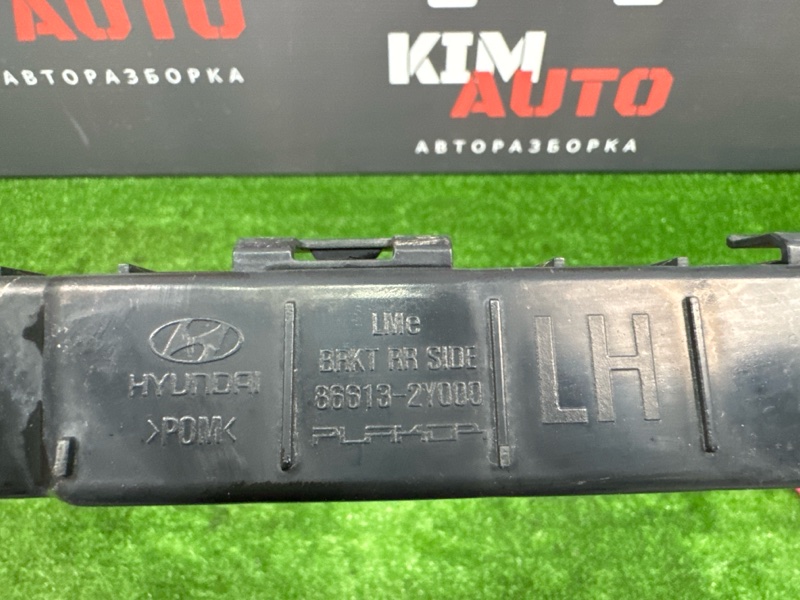 AUTO
АВТОРАЗБОРКА
KIM
AUTO
АВТОРАЗБОРКА
HYUNDAI
>POM<
LMe
BRKT RR SIDE
86613-2Y000
PLAKOR
LH